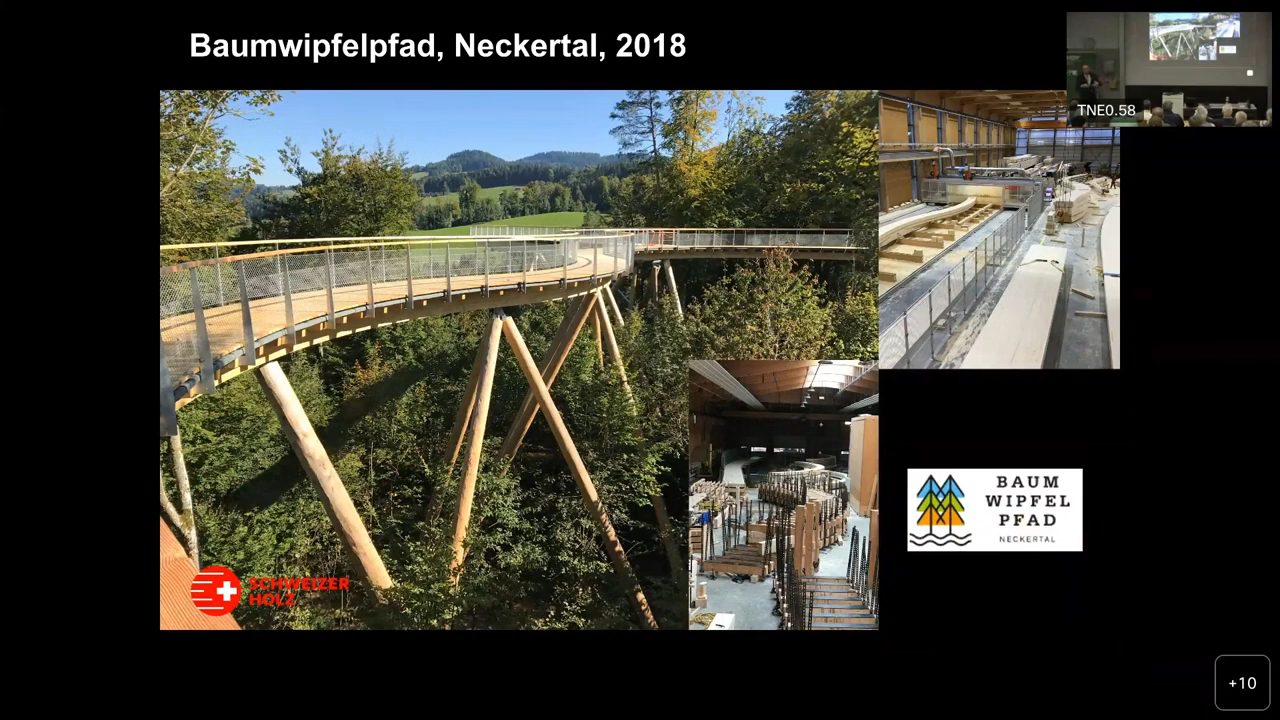 Baumwipfelpfad, Neckertal, 2018
TNE0.58
SCHWEIZER
HOLZ
BAUM
WIPFEL
PFAD
NECKERTAL
+10